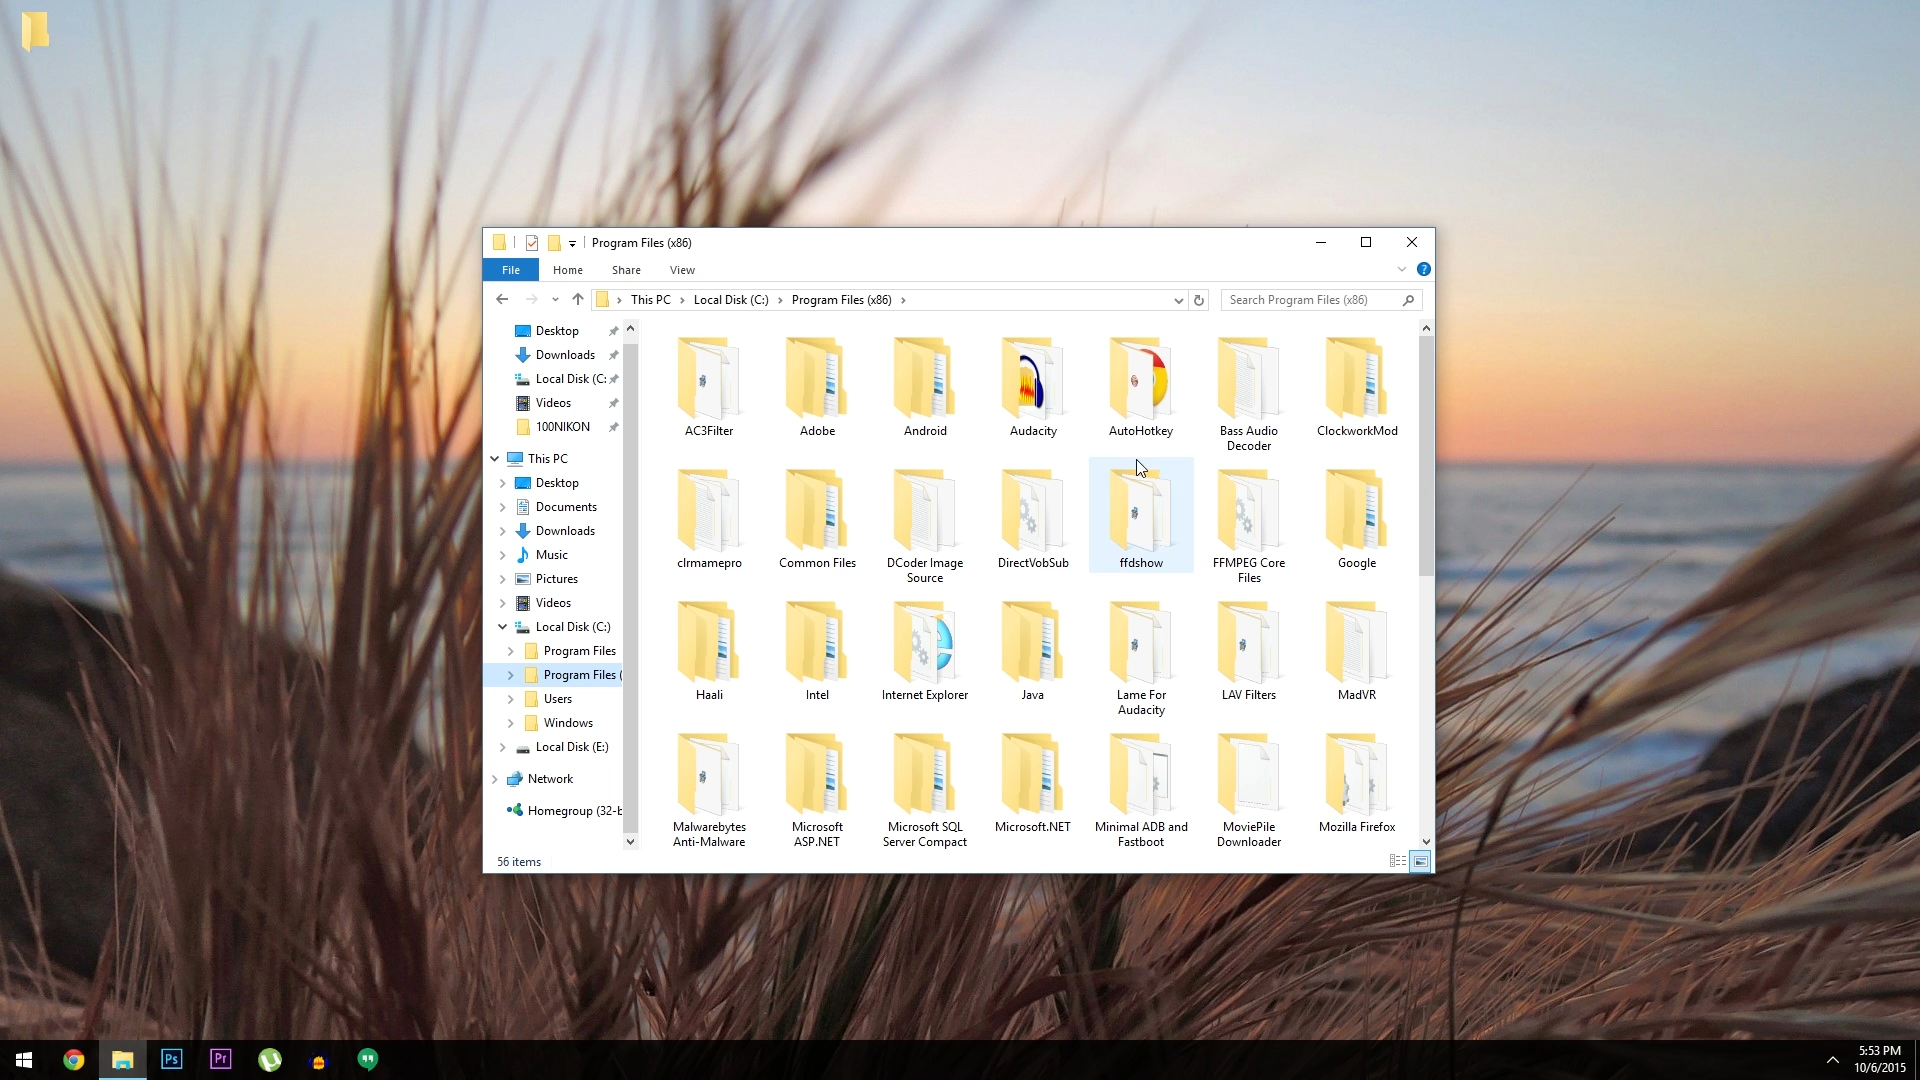 Program Files (x86)
File Home Share View
This PC Local Disk (C:) Program Files (x86)
Search Program Files (x86)
Desktop
Downloads
Local Disk (C:
Videos
100NIKON
This PC
Desktop
Documents
Downloads
Music
Pictures
Videos
Local Disk (C:)
Program Files
Program Files (
Users
Windows
Local Disk (E:)
Network
Homegroup (32-b
AC3Filter
Adobe
Android
Audacity
AutoHotkey
Bass Audio
Decoder
ClockworkMod
clrmamepro
Common Files
DCoder Image
Source
DirectVobSub
ffdshow
FFMPEG Core
Files
Google
Haali
Intel
Internet Explorer
Java
Lame For
Audacity
LAV Filters
MadVR
Malwarebytes
Anti-Malware
Microsoft
ASP.NET
Microsoft SQL
Server Compact
Microsoft.NET
Minimal ADB and
Fastboot
MoviePile
Downloader
Mozilla Firefox
56 items
Ps
Pr
5:53 PM
10/6/2015